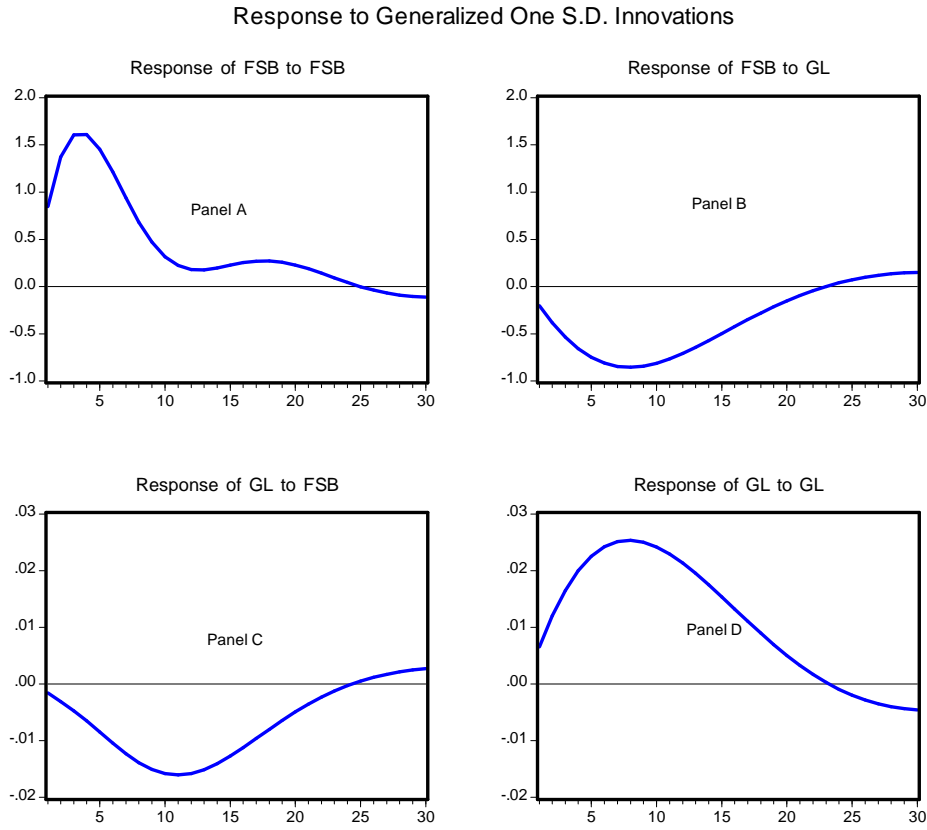 Response to Generalized One S.D. Innovations
Response of FSB to FSB
2.0
1.5
1.0
0.5
0.0
-0.5
-1.0
Panel A
5 10 15 20 25 30
Response of FSB to GL
2.0
1.5
1.0
0.5
0.0
-0.5
-1.0
Panel B
5 10 15 20 25 30
Response of GL to FSB
.03
.02
.01
.00
-.01
-.02
Panel C
5 10 15 20 25 30
Response of GL to GL
.03
.02
.01
.00
-.01
-.02
Panel D
5 10 15 20 25 30